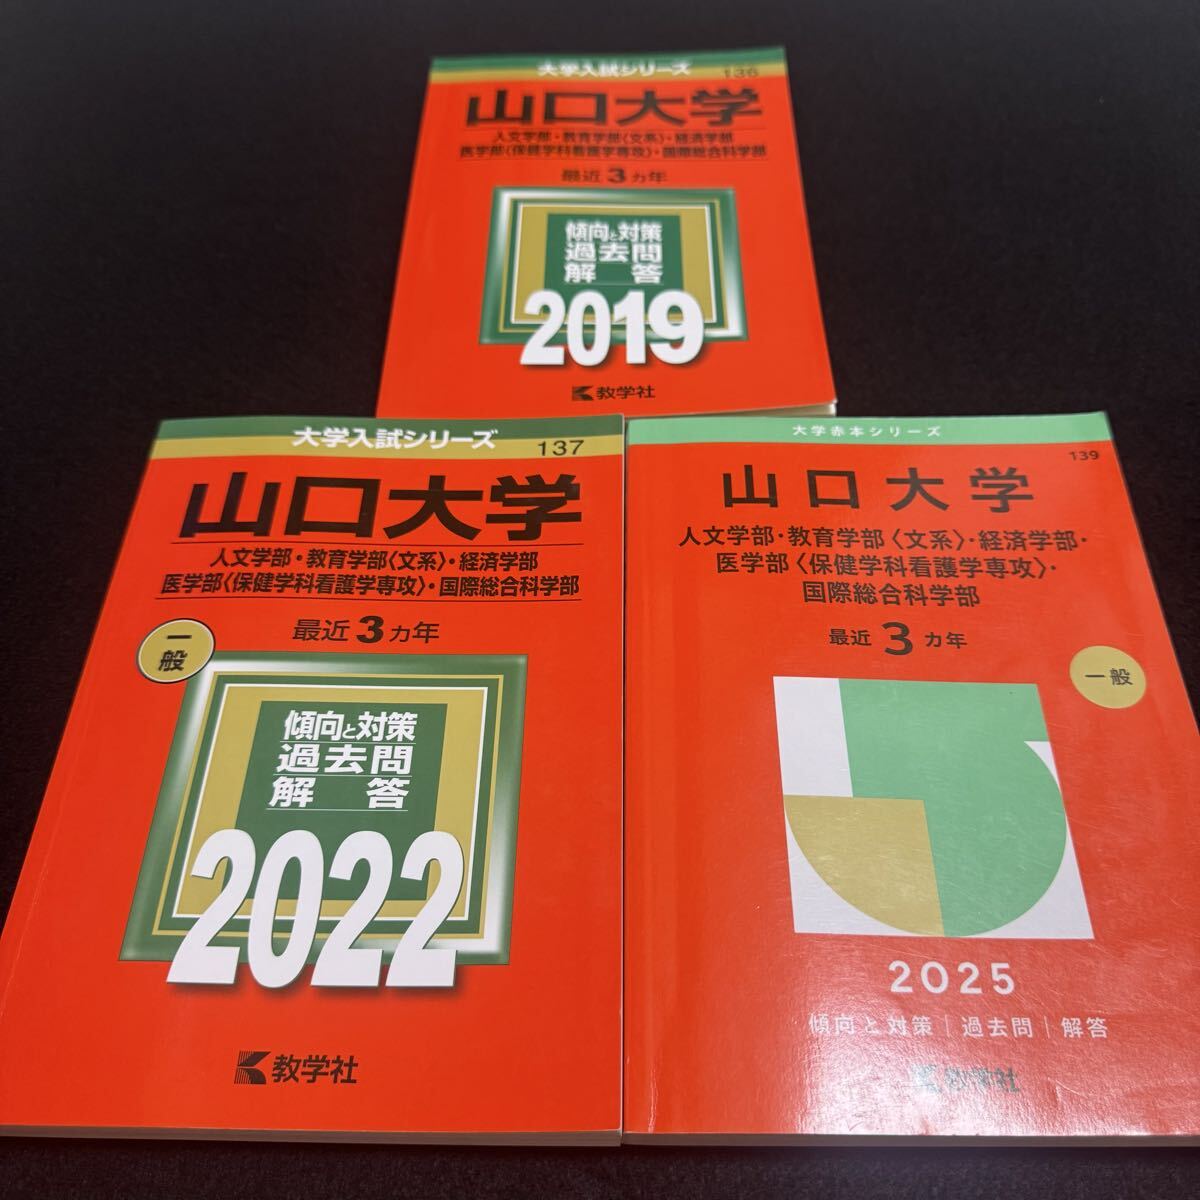 大学入試シリーズ
136
山口大学
人文学部・教育学部〈文系〉・経済学部
医学部〈保健学科看護学専攻〉・国際総合科学部
最近3カ年
傾向と対策
過去問
解答
2019
教学社
大学入試シリーズ
137
山口大学
人文学部・教育学部〈文系〉・経済学部
医学部〈保健学科看護学専攻〉・国際総合科学部
最近3カ年
一般
傾向と対策
過去問
解答
2022
教学社
大学赤本シリーズ
139
山口大学
人文学部・教育学部〈文系〉・経済学部・
医学部〈保健学科看護学専攻〉・
国際総合科学部
最近3カ年
一般
2025
傾向と対策|過去問|解答
教学社